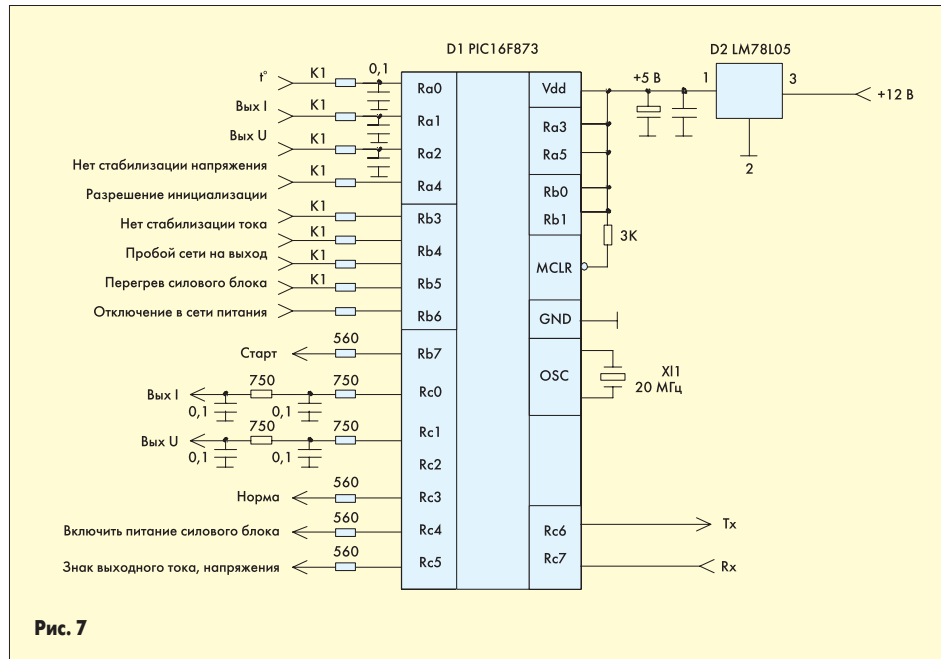 D1 PIC16F873
D2 LM78L05
t°
K1
0,1
Ra0
Vdd
+5 В
1
3
+12 В
2
Вых I
K1
Ra1
Ra3
Вых U
K1
Ra2
Ra5
Нет стабилизации напряжения
K1
Ra4
Rb0
Разрешение инициализации
K1
Rb3
Rb1
Нет стабилизации тока
K1
Rb4
3K
Пробой сети на выход
K1
MCLR
Перегрев силового блока
K1
Rb5
Отключение в сети питания
Rb6
GND
Старт
560
Rb7
OSC
XI1
20 МГц
Вых I
750
750
Rc0
0,1
0,1
Вых U
750
750
Rc1
0,1
0,1
Rc2
Норма
560
Rc3
Включить питание силового блока
560
Rc4
Rc6
Tx
Знак выходного тока, напряжения
560
Rc5
Rc7
Rx
Рис. 7